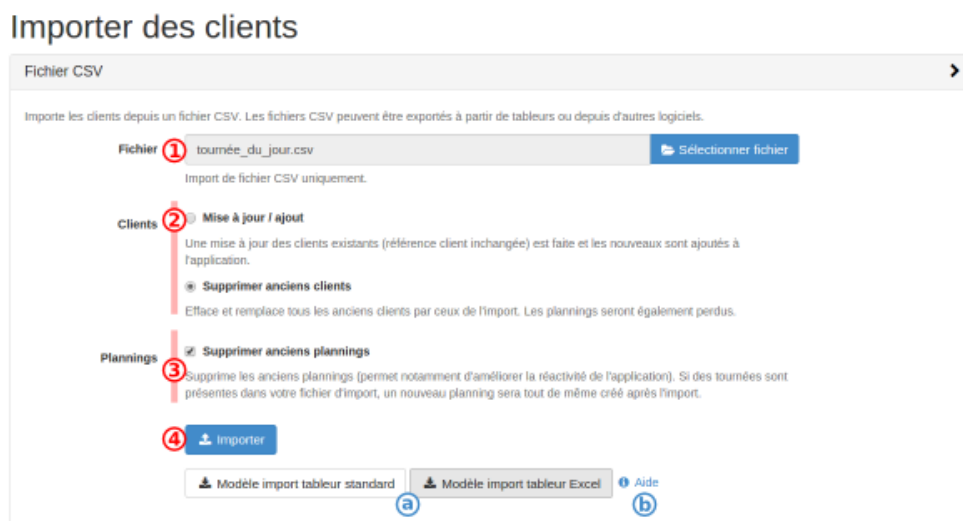 Importer des clients
Fichier CSV
Importe les clients depuis un fichier CSV. Les fichiers CSV peuvent être exportés à partir de tableurs ou depuis d'autres logiciels.
Fichier 1 tournée_du_jour.csv Sélectionner fichier
Import de fichier CSV uniquement.
Clients 2 Mise à jour / ajout
Une mise à jour des clients existants (référence client inchangée) est faite et les nouveaux sont ajoutés à
l'application.
Supprimer anciens clients
Efface et remplace tous les anciens clients par ceux de l'import. Les plannings seront également perdus.
Plannings Supprimer anciens plannings
3
Supprime les anciens plannings (permet notamment d'améliorer la réactivité de l'application). Si des tournées sont
présentes dans votre fichier d'import, un nouveau planning sera tout de même créé après l'import.
4 Importer
Modèle import tableur standard Modèle import tableur Excel Aide
a b